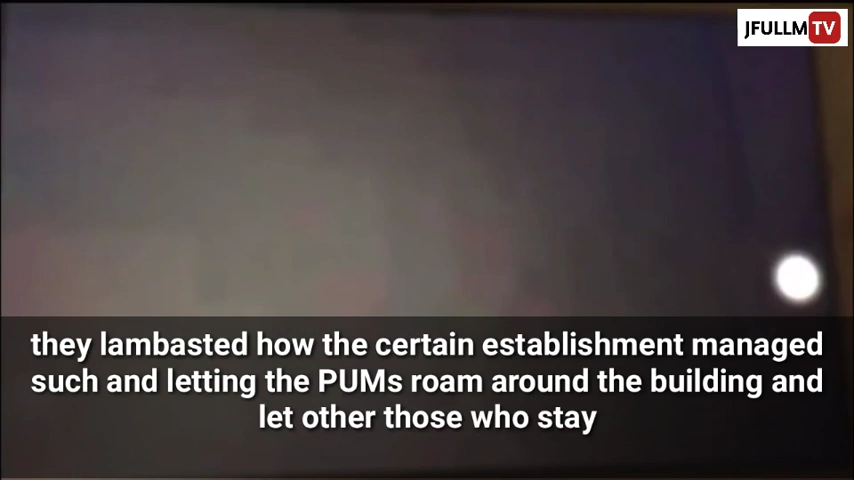 JFULLM TV
they lambasted how the certain establishment managed
such and letting the PUMs roam around the building and
let other those who stay